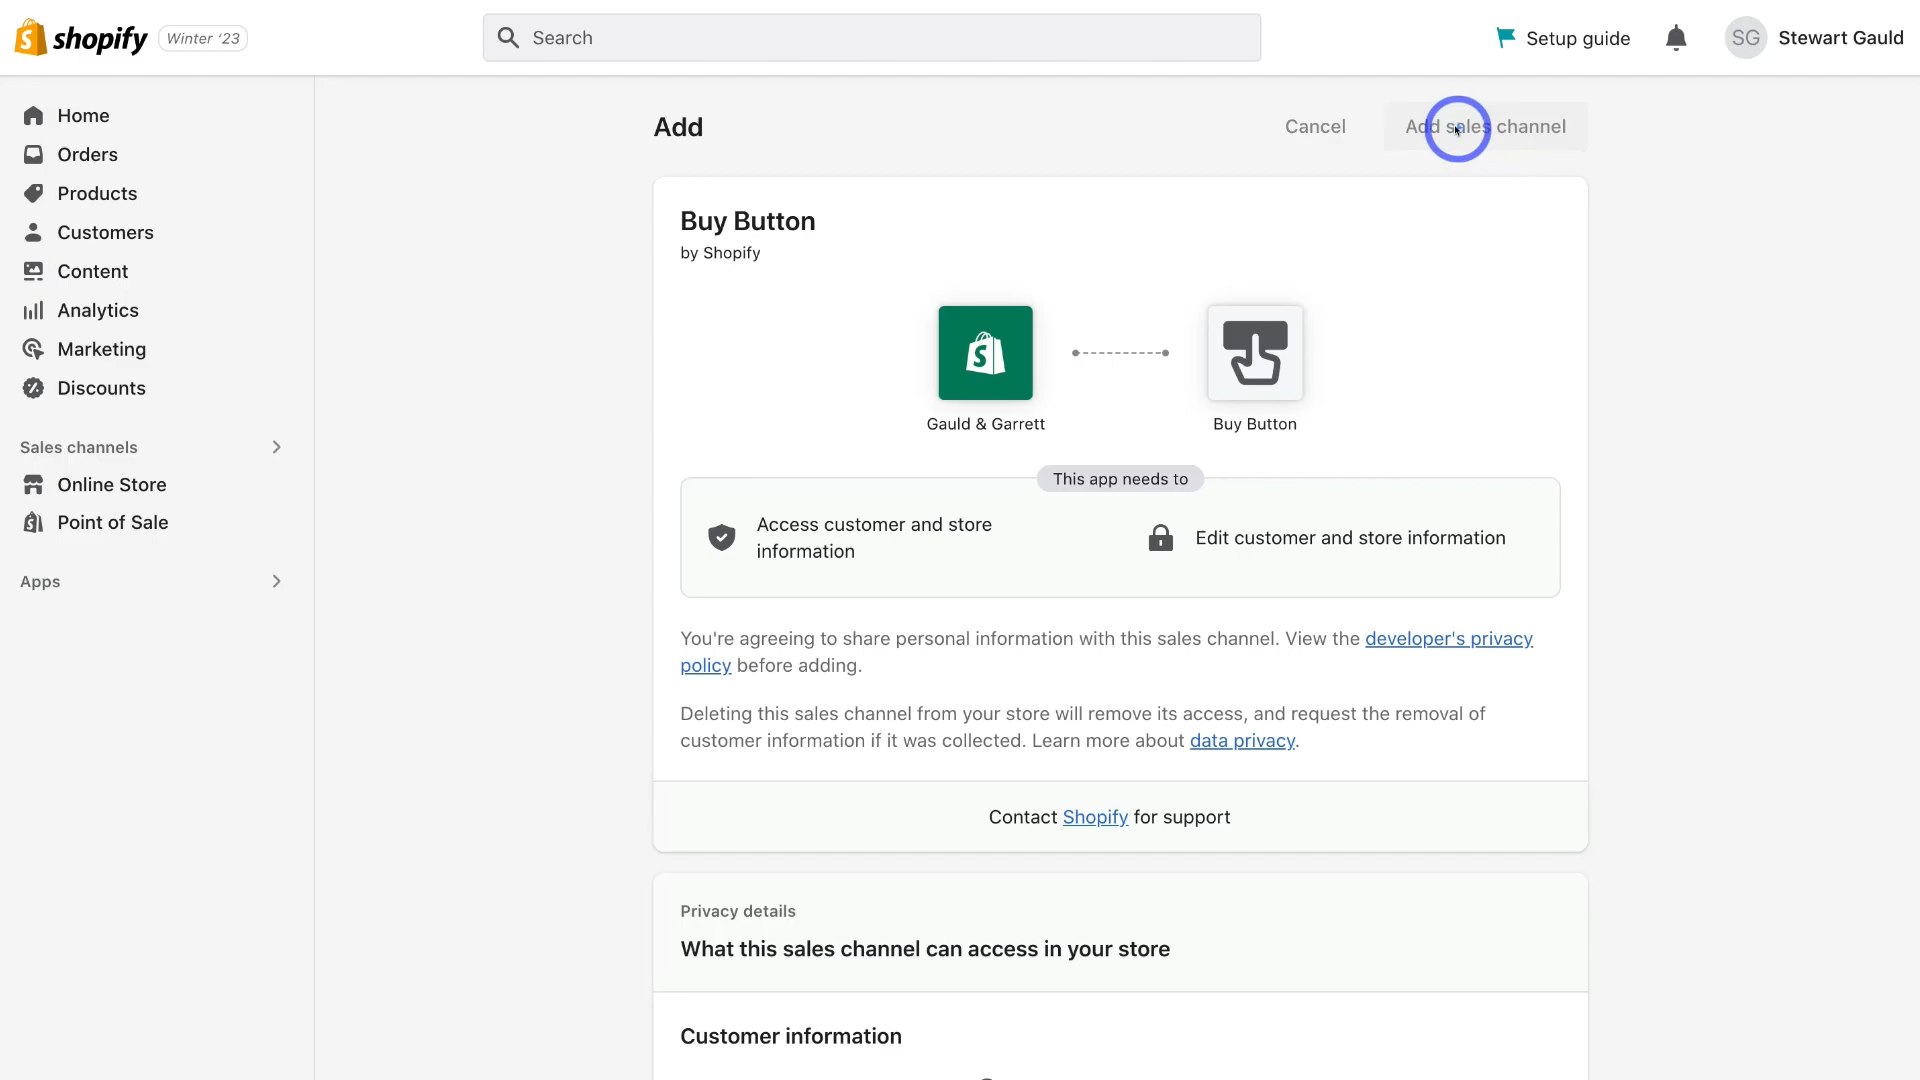 shopify Winter ‘23
Search
Setup guide
SG Stewart Gauld
Home
Orders
Products
Customers
Content
Analytics
Marketing
Discounts
Sales channels
Online Store
Point of Sale
Apps
Add
Cancel
Add sales channel
Buy Button
by Shopify
Gauld & Garrett
Buy Button
This app needs to
Access customer and store
information
Edit customer and store information
You're agreeing to share personal information with this sales channel. View the developer's privacy
policy before adding.
Deleting this sales channel from your store will remove its access, and request the removal of
customer information if it was collected. Learn more about data privacy.
Contact Shopify for support
Privacy details
What this sales channel can access in your store
Customer information